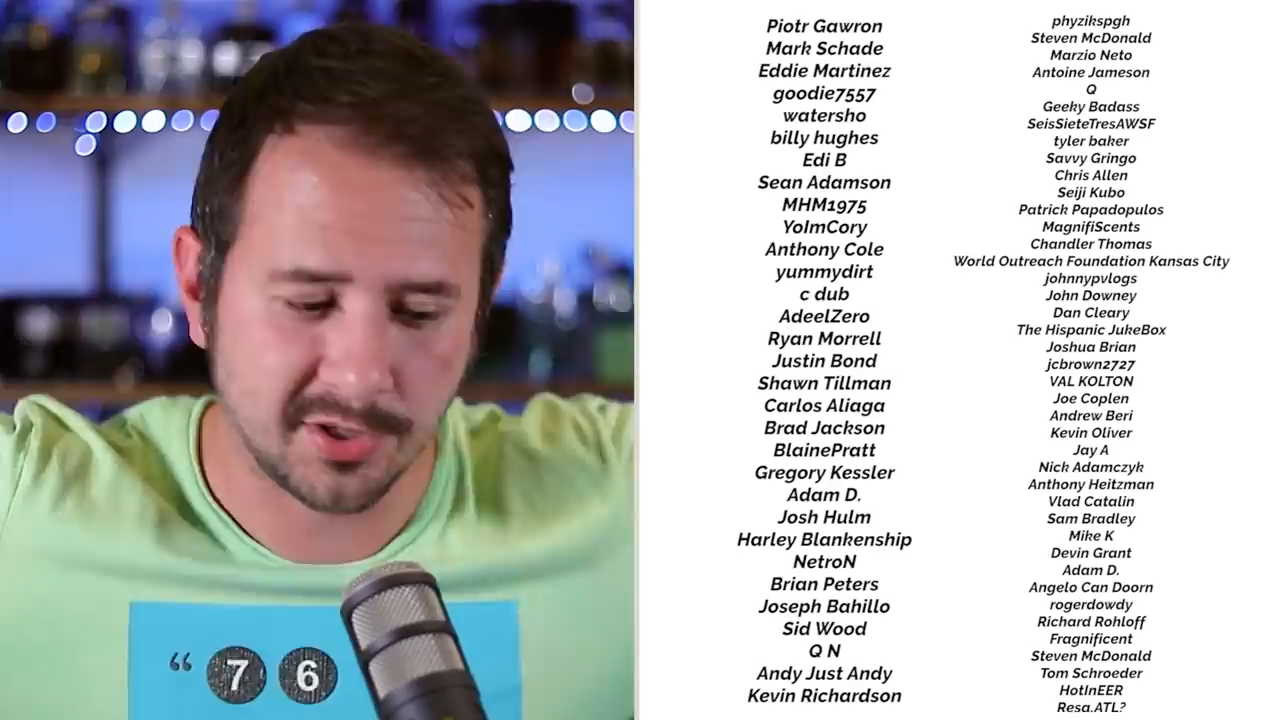 Piotr Gawron
Mark Schade
Eddie Martinez
goodie7557
watersho
billy hughes
Edi B
Sean Adamson
MHM1975
YoImCory
Anthony Cole
yummydirt
c dub
AdeelZero
Ryan Morrell
Justin Bond
Shawn Tillman
Carlos Aliaga
Brad Jackson
BlainePratt
Gregory Kessler
Adam D.
Josh Hulm
Harley Blankenship
NetroN
Brian Peters
Joseph Bahillo
Sid Wood
Q N
Andy Just Andy
Kevin Richardson
phyzikspgh
Steven McDonald
Marzio Neto
Antoine Jameson
Q
Geeky Badass
SeisSieteTresAWSF
tyler baker
Savvy Gringo
Chris Allen
Seiji Kubo
Patrick Papadopulos
MagnifiScents
Chandler Thomas
World Outreach Foundation Kansas City
johnnypvlogs
John Downey
Dan Cleary
The Hispanic JukeBox
Joshua Brian
jcbrown2727
VAL KOLTON
Joe Coplen
Andrew Beri
Kevin Oliver
Jay A
Nick Adamczyk
Anthony Heitzman
Vlad Catalin
Sam Bradley
Mike K
Devin Grant
Adam D.
Angelo Can Doorn
rogerdowdy
Richard Rohloff
Fragnificent
Steven McDonald
Tom Schroeder
HotInEER
Resa.ATL?
“ 7 6